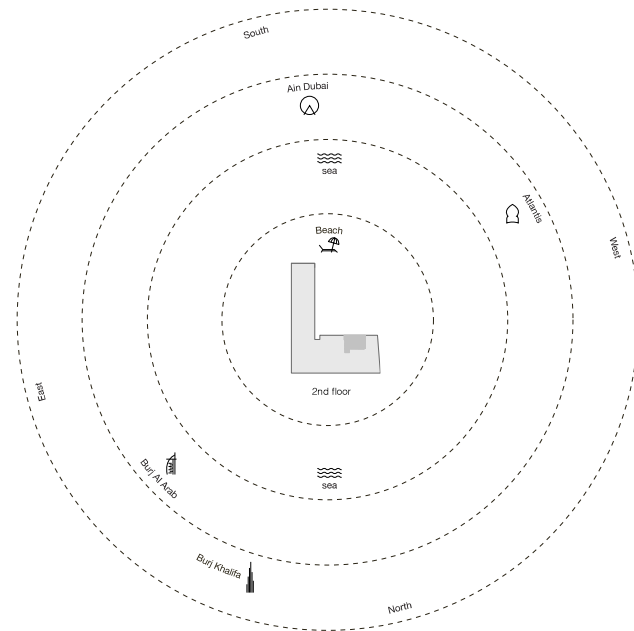 South
Ain Dubai
sea
Atlantis
Beach
West
East
2nd floor
Burj Al Arab
sea
Burj Khalifa
North